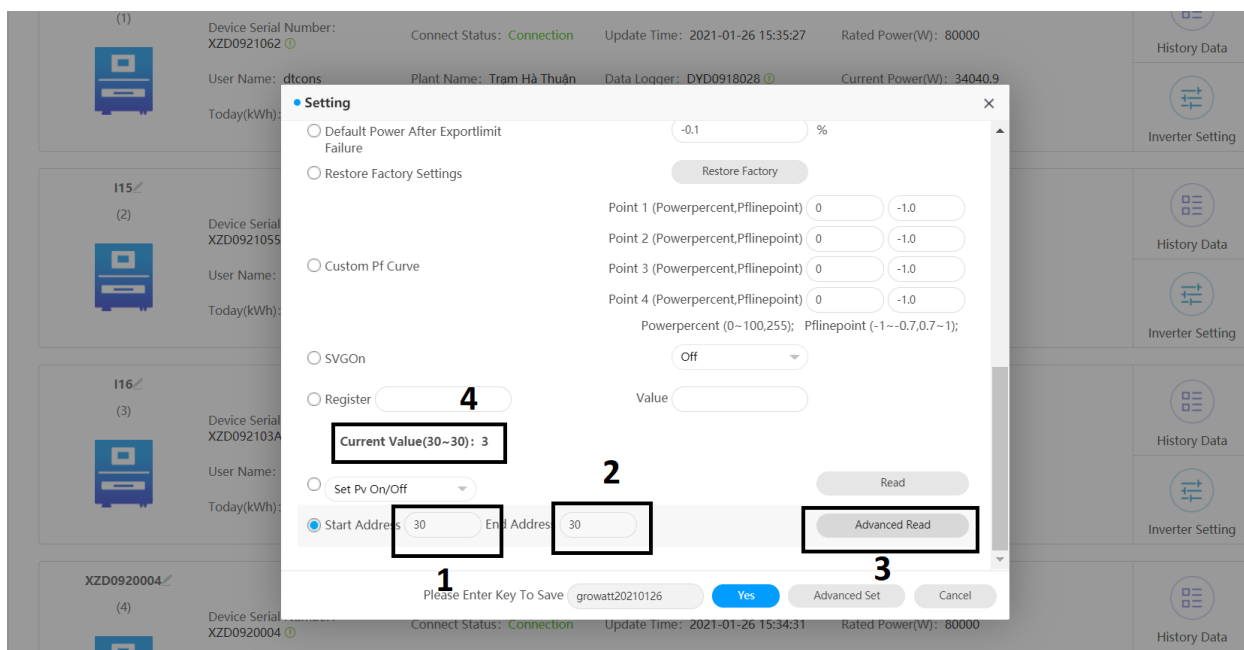 (1)
Device Serial Number:
XZD0921062
Connect Status: Connection
Update Time: 2021-01-26 15:35:27
Rated Power(W): 80000
History Data
User Name: dtcons
Plant Name: Trạm Hà Thuận
Data Logger: DYD0918028
Current Power(W): 34040.9
Today(kWh):
Inverter Setting
Setting
Default Power After Exportlimit
Failure
-0.1 %
Restore Factory Settings
Restore Factory
I15
(2)
Device Serial
XZD0921055
User Name:
Today(kWh):
History Data
Inverter Setting
Custom Pf Curve
Point 1 (Powerpercent,Pflinepoint) 0 -1.0
Point 2 (Powerpercent,Pflinepoint) 0 -1.0
Point 3 (Powerpercent,Pflinepoint) 0 -1.0
Point 4 (Powerpercent,Pflinepoint) 0 -1.0
Powerpercent (0~100,255); Pflinepoint (-1~-0.7,0.7~1);
SVGOn
Off
I16
(3)
Device Serial
XZD092103A
User Name:
Today(kWh):
History Data
Inverter Setting
Register
4
Value
Current Value(30~30): 3
2
Set Pv On/Off
Read
Start Address 30 End Addres 30
Advanced Read
1
3
Please Enter Key To Save growatt20210126 Yes Advanced Set Cancel
XZD0920004
(4)
Device Serial
XZD0920004
Connect Status: Connection
Update Time: 2021-01-26 15:34:31
Rated Power(W): 80000
History Data